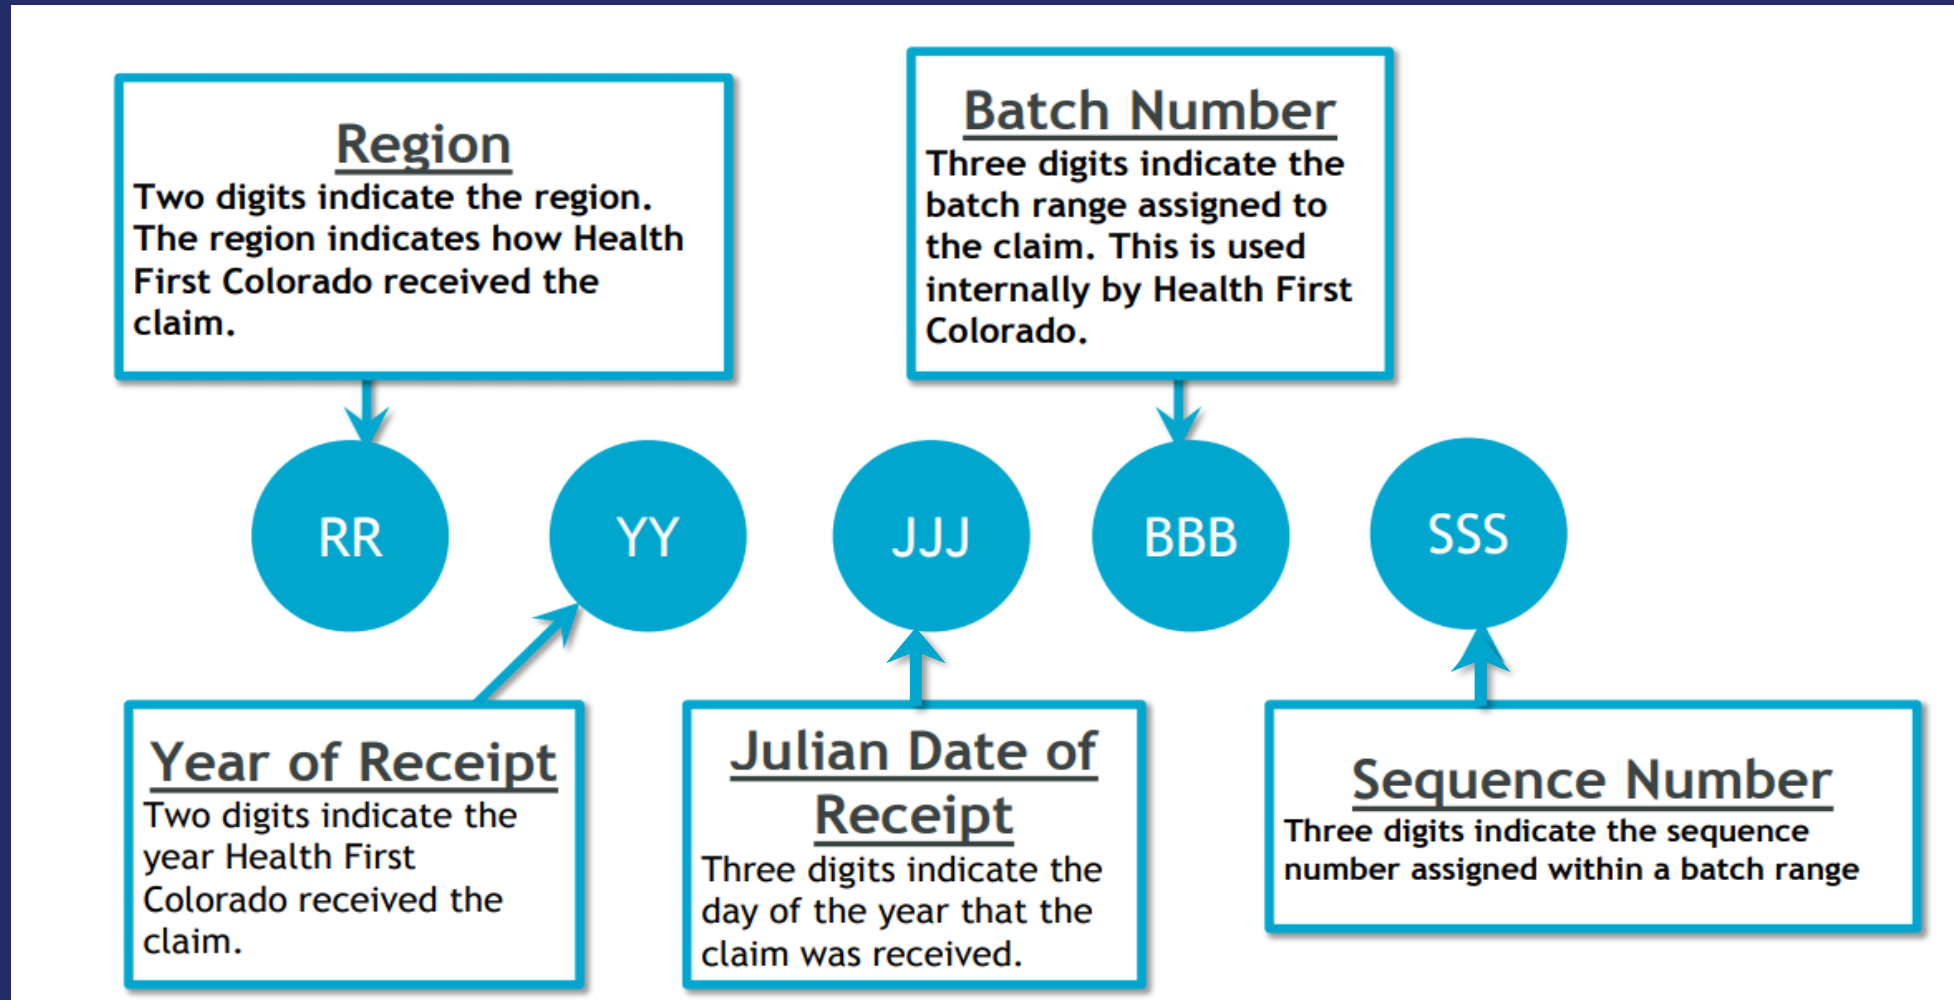 Region
Two digits indicate the region.
The region indicates how Health
First Colorado received the
claim.
Batch Number
Three digits indicate the
batch range assigned to
the claim. This is used
internally by Health First
Colorado.
RR
YY
JJJ
BBB
SSS
Year of Receipt
Two digits indicate the
year Health First
Colorado received the
claim.
Julian Date of
Receipt
Three digits indicate the
day of the year that the
claim was received.
Sequence Number
Three digits indicate the sequence
number assigned within a batch range